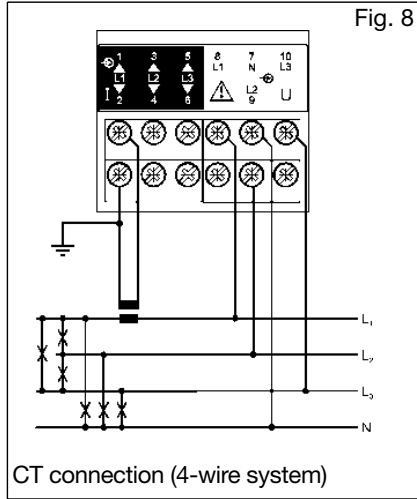 Fig. 8
1 3 5 8 7 10
L1 N L3
L1 L2 L3
L2
2 4 6 9
I U
L₁
L₂
L₃
N
CT connection (4-wire system)